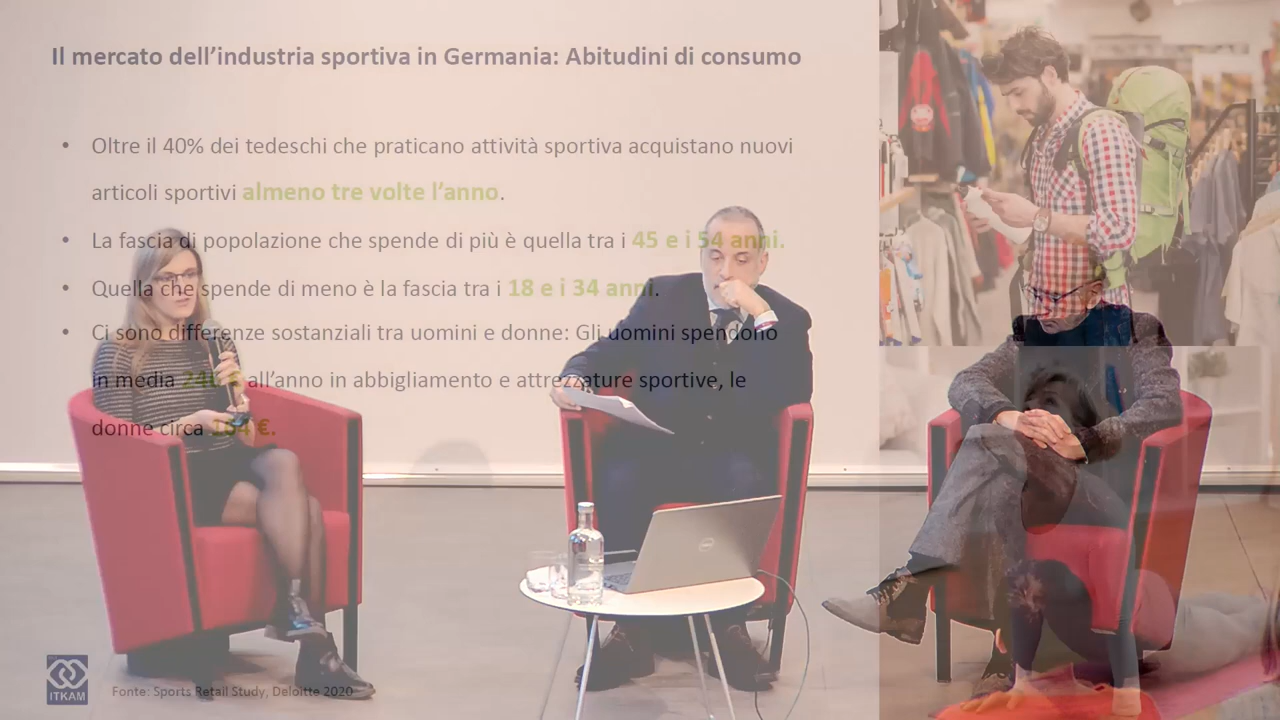 Il mercato dell’industria sportiva in Germania: Abitudini di consumo
• Oltre il 40% dei tedeschi che praticano attività sportiva acquistano nuovi
articoli sportivi almeno tre volte l’anno.
• La fascia di popolazione che spende di più è quella tra i 45 e i 54 anni.
• Quella che spende di meno è la fascia tra i 18 e i 34 anni.
• Ci sono differenze sostanziali tra uomini e donne: Gli uomini spendono
in media all’anno in abbigliamento e attrezzature sportive, le
donne circa €.
DELL
ITKAM
Fonte: Sports Retail Study, Deloitte 2020